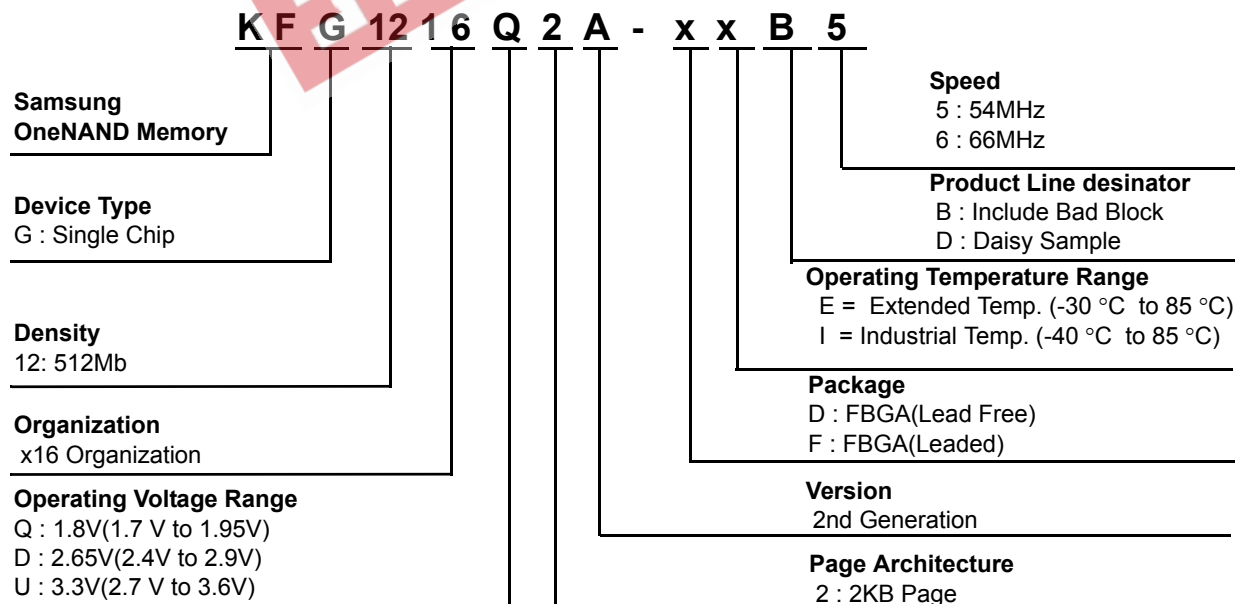 K F G 12 1 6 Q 2 A - x x B 5
Samsung
OneNAND Memory
Device Type
G : Single Chip
Density
12: 512Mb
Organization
x16 Organization
Operating Voltage Range
Q : 1.8V(1.7 V to 1.95V)
D : 2.65V(2.4V to 2.9V)
U : 3.3V(2.7 V to 3.6V)
Speed
5 : 54MHz
6 : 66MHz
Product Line desinator
B : Include Bad Block
D : Daisy Sample
Operating Temperature Range
E = Extended Temp. (-30 °C to 85 °C)
I = Industrial Temp. (-40 °C to 85 °C)
Package
D : FBGA(Lead Free)
F : FBGA(Leaded)
Version
2nd Generation
Page Architecture
2 : 2KB Page